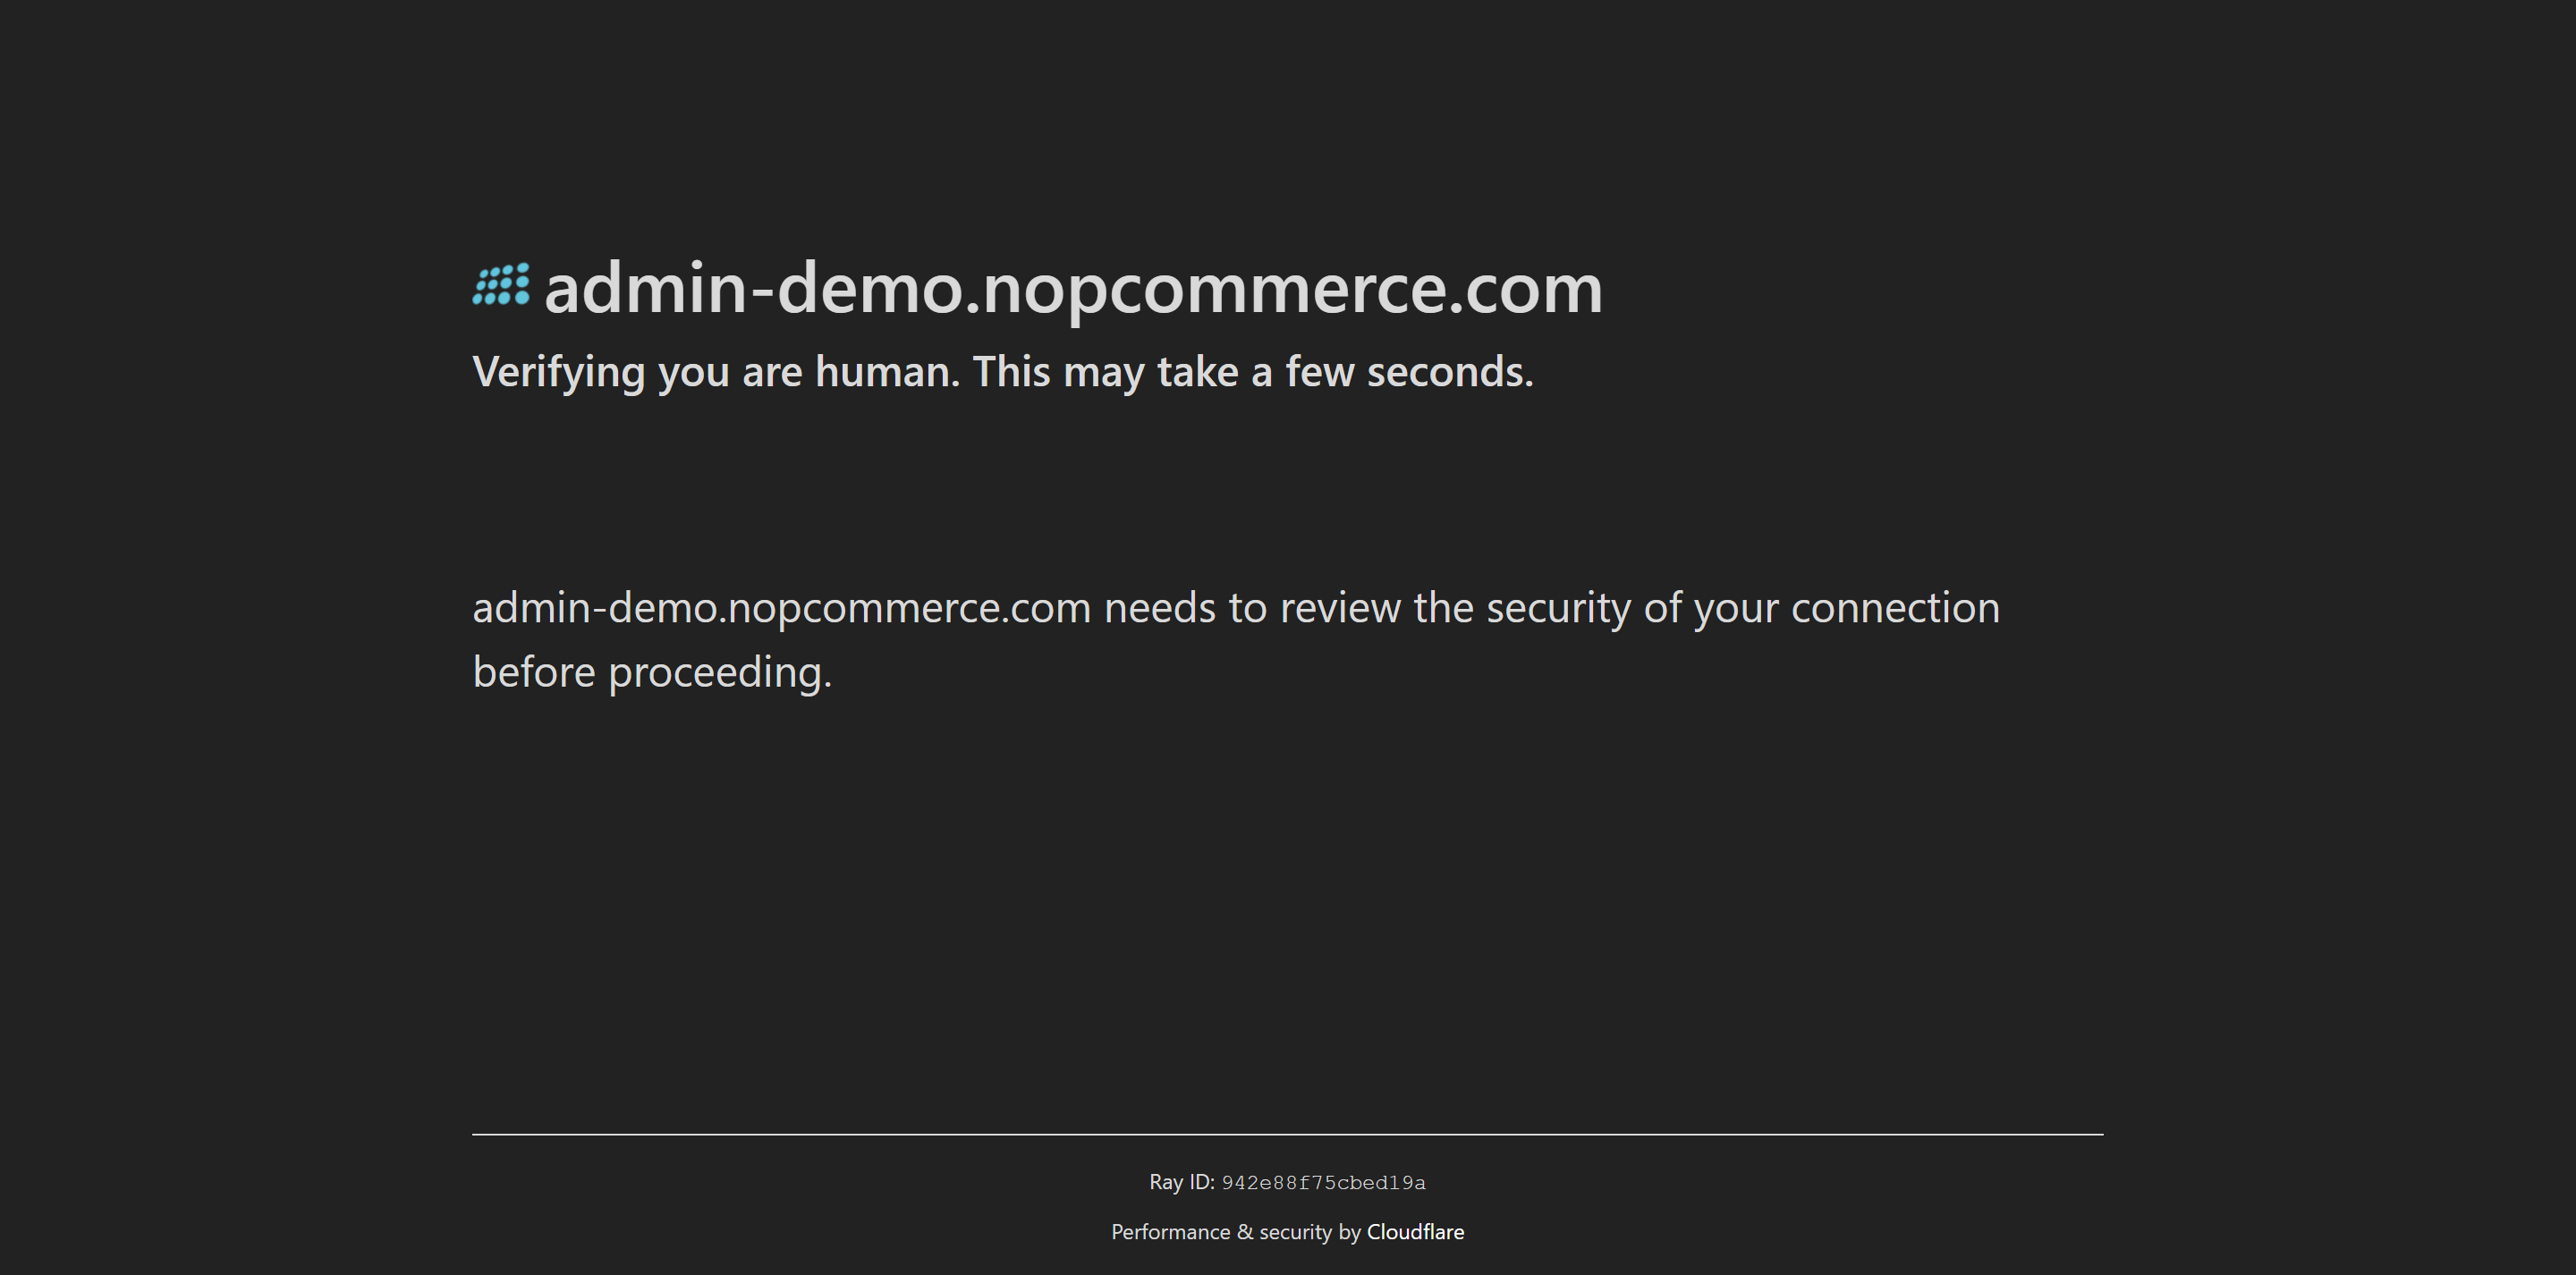 admin-demo.nopcommerce.com
Verifying you are human. This may take a few seconds.
admin-demo.nopcommerce.com needs to review the security of your connection
before proceeding.
Ray ID: 942e88f75cbed19a
Performance & security by Cloudflare